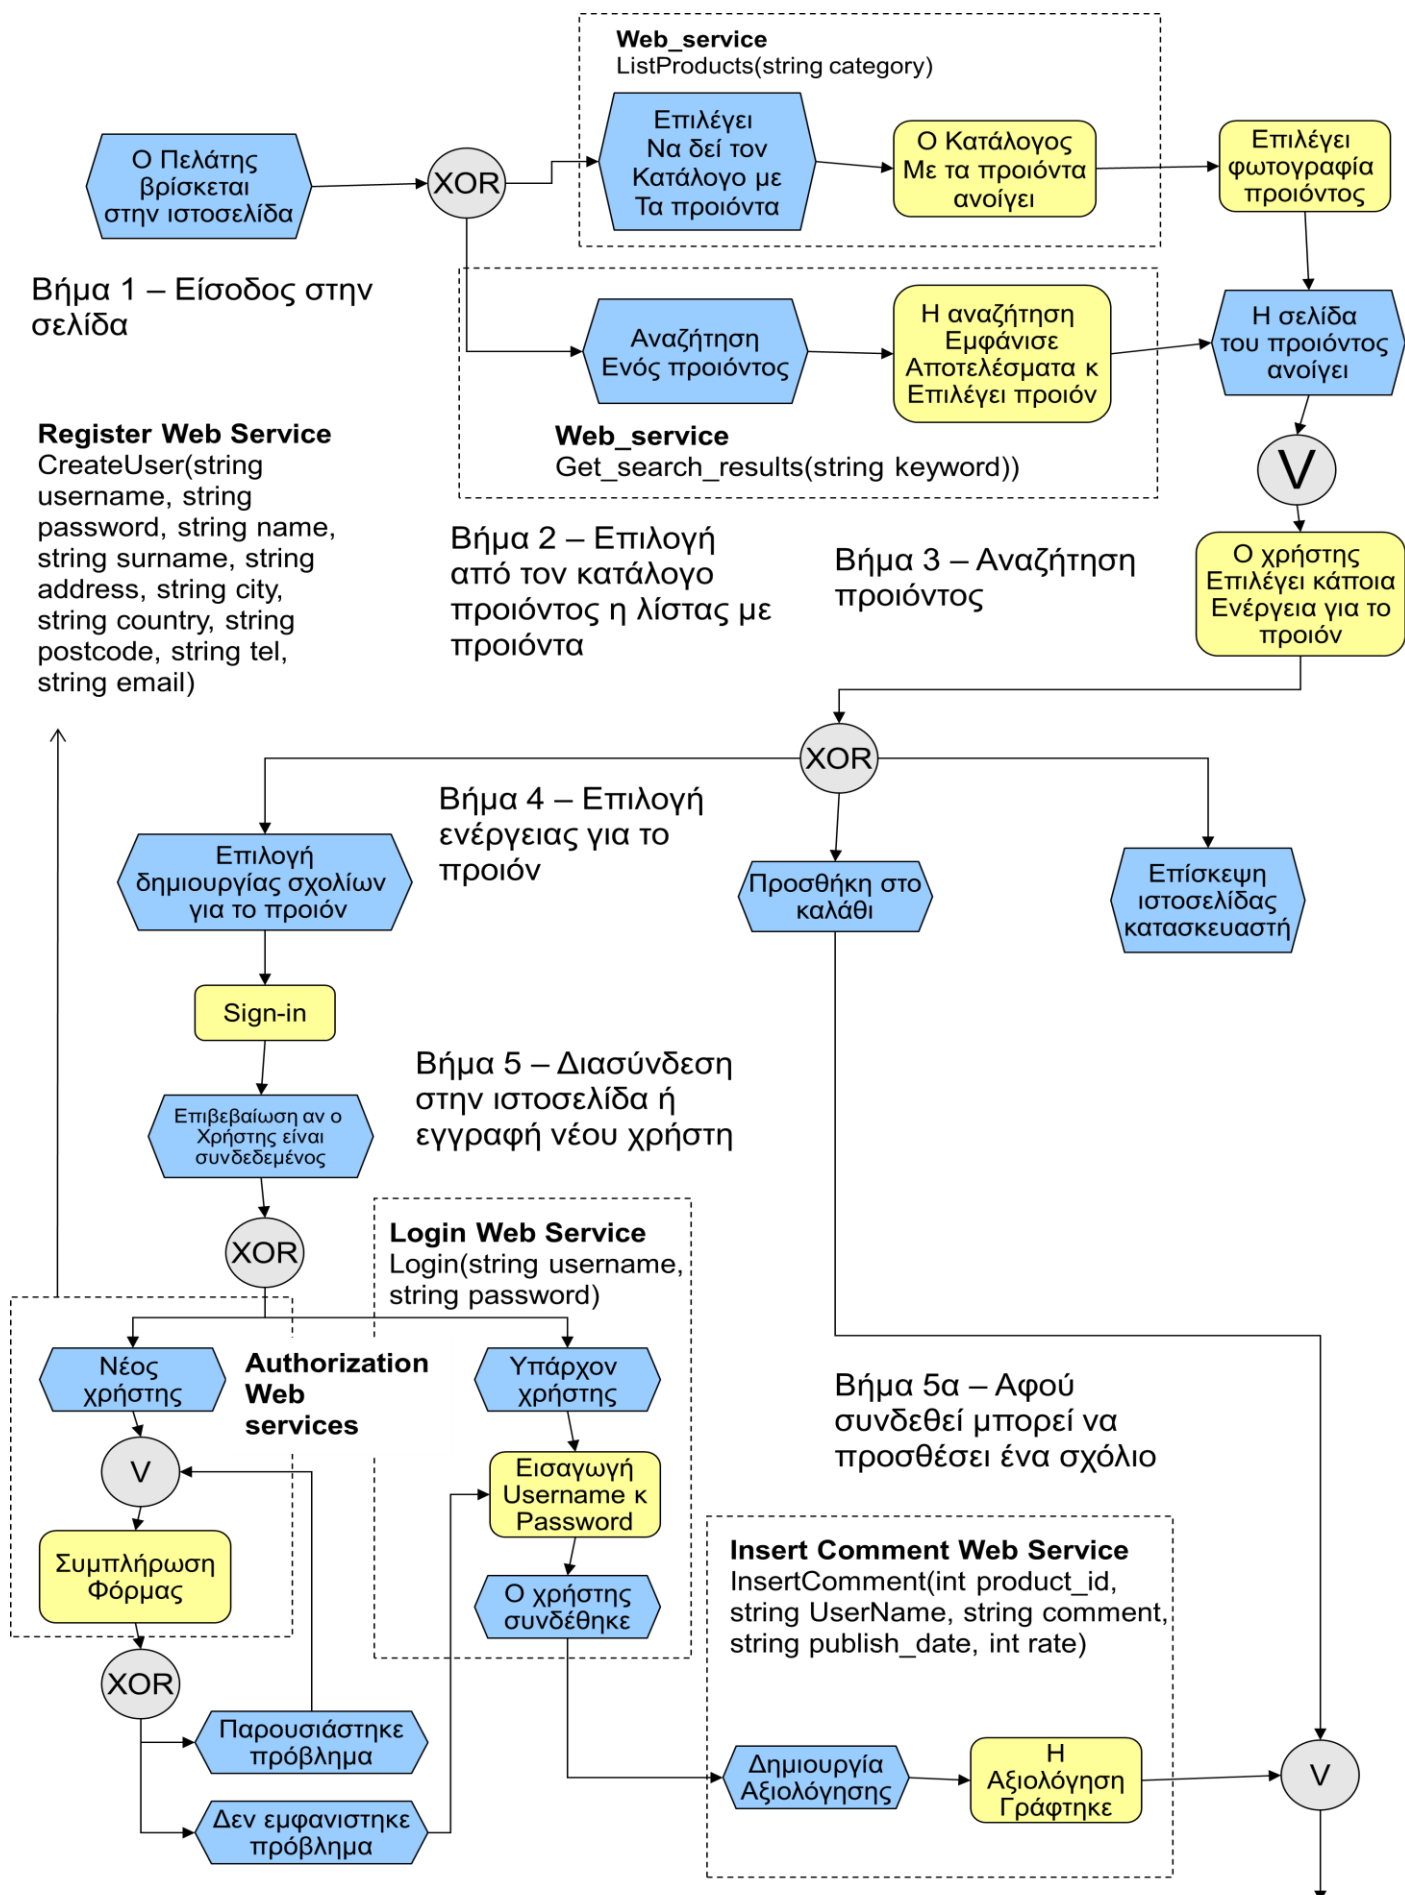 Web_service
ListProducts(string category)
Ο Πελάτης
βρίσκεται
στην ιστοσελίδα
XOR
Επιλέγει
Να δεί τον
Κατάλογο με
Τα προιόντα
Ο Κατάλογος
Με τα προιόντα
ανοίγει
Επιλέγει
φωτογραφία
προιόντος
Βήμα 1 – Είσοδος στην
σελίδα
Αναζήτηση
Ενός προιόντος
Η αναζήτηση
Εμφάνισε
Αποτελέσματα κ
Επιλέγει προιόν
Η σελίδα
του προιόντος
ανοίγει
Web_service
Get_search_results(string keyword))
Register Web Service
CreateUser(string
username, string
password, string name,
string surname, string
address, string city,
string country, string
postcode, string tel,
string email)
V
Βήμα 2 – Επιλογή
από τον κατάλογο
προιόντος η λίστας με
προιόντα
Βήμα 3 – Αναζήτηση
προιόντος
Ο χρήστης
Επιλέγει κάποια
Ενέργεια για το
προιόν
XOR
Βήμα 4 – Επιλογή
ενέργειας για το
προιόν
Επιλογή
δημιουργίας σχολίων
για το προιόν
Προσθήκη στο
καλάθι
Επίσκεψη
ιστοσελίδας
κατασκευαστή
Sign-in
Βήμα 5 – Διασύνδεση
στην ιστοσελίδα ή
εγγραφή νέου χρήστη
Επιβεβαίωση αν ο
Χρήστης είναι
συνδεδεμένος
XOR
Login Web Service
Login(string username,
string password)
Νέος
χρήστης
Authorization
Web
services
Υπάρχον
χρήστης
Βήμα 5α – Αφού
συνδεθεί μπορεί να
προσθέσει ένα σχόλιο
V
Εισαγωγή
Username κ
Password
Συμπλήρωση
Φόρμας
Ο χρήστης
συνδέθηκε
Insert Comment Web Service
InsertComment(int product_id,
string UserName, string comment,
string publish_date, int rate)
XOR
Παρουσιάστηκε
πρόβλημα
Δεν εμφανιστηκε
πρόβλημα
Δημιουργία
Αξιολόγησης
Η
Αξιολόγηση
Γράφτηκε
V